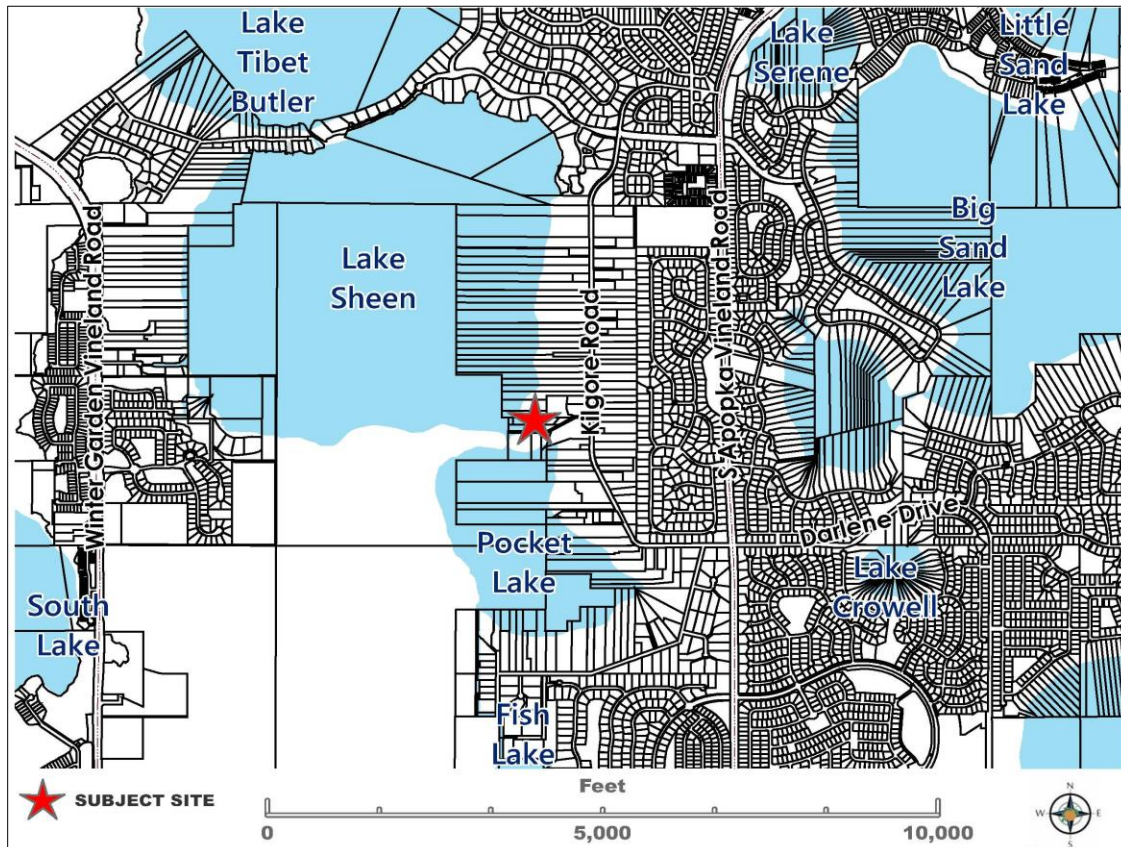 Lake
Tibet
Butler
Lake
Serene
Little
Sand
Lake
Big
Sand
Lake
Lake
Sheen
Winter Garden Vineland Road
Kilgore Road
S Apopka Vineland Road
Darlene Drive
Pocket
Lake
Lake
Crowell
South
Lake
Fish
Lake
SUBJECT SITE
Feet
0
5,000
10,000
N
W
E
S